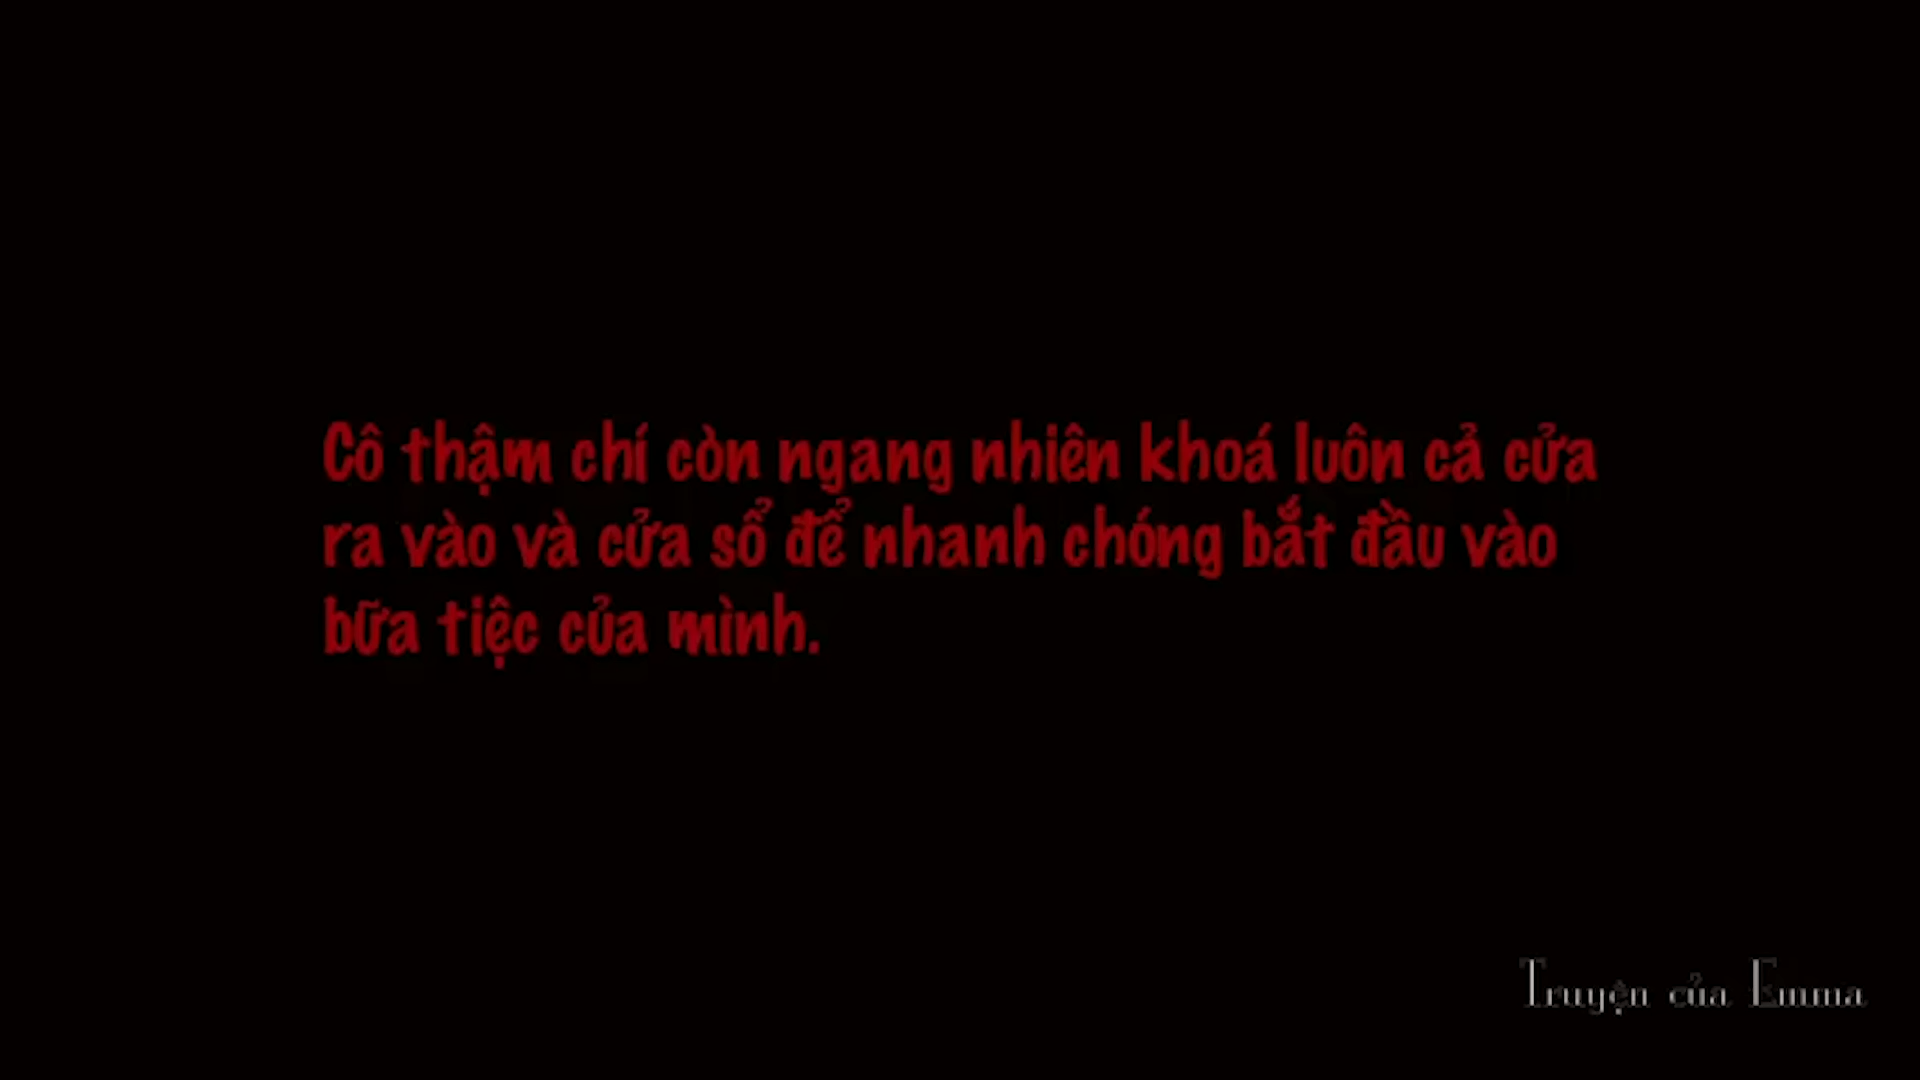 Cô thậm chí còn ngang nhiên khoá luôn cả cửa
ra vào và cửa sổ để nhanh chóng bắt đầu vào
bữa tiệc của mình.
Truyện của Emma